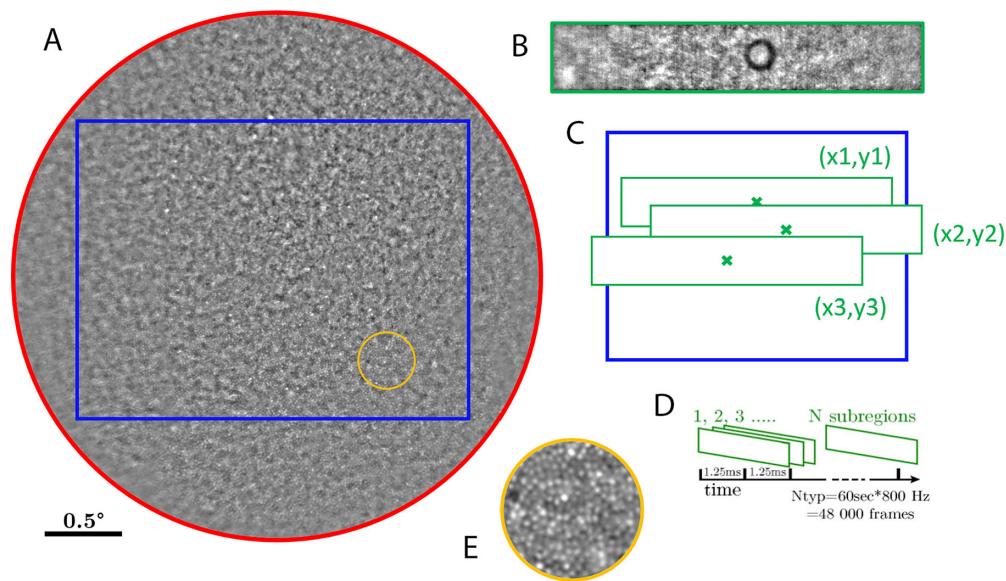 A
B
C
(x1,y1)
(x2,y2)
(x3,y3)
D
1, 2, 3 ..... N subregions
1.25ms 1.25ms
time
Ntyp=60sec*800 Hz
=48 000 frames
E
0.5°